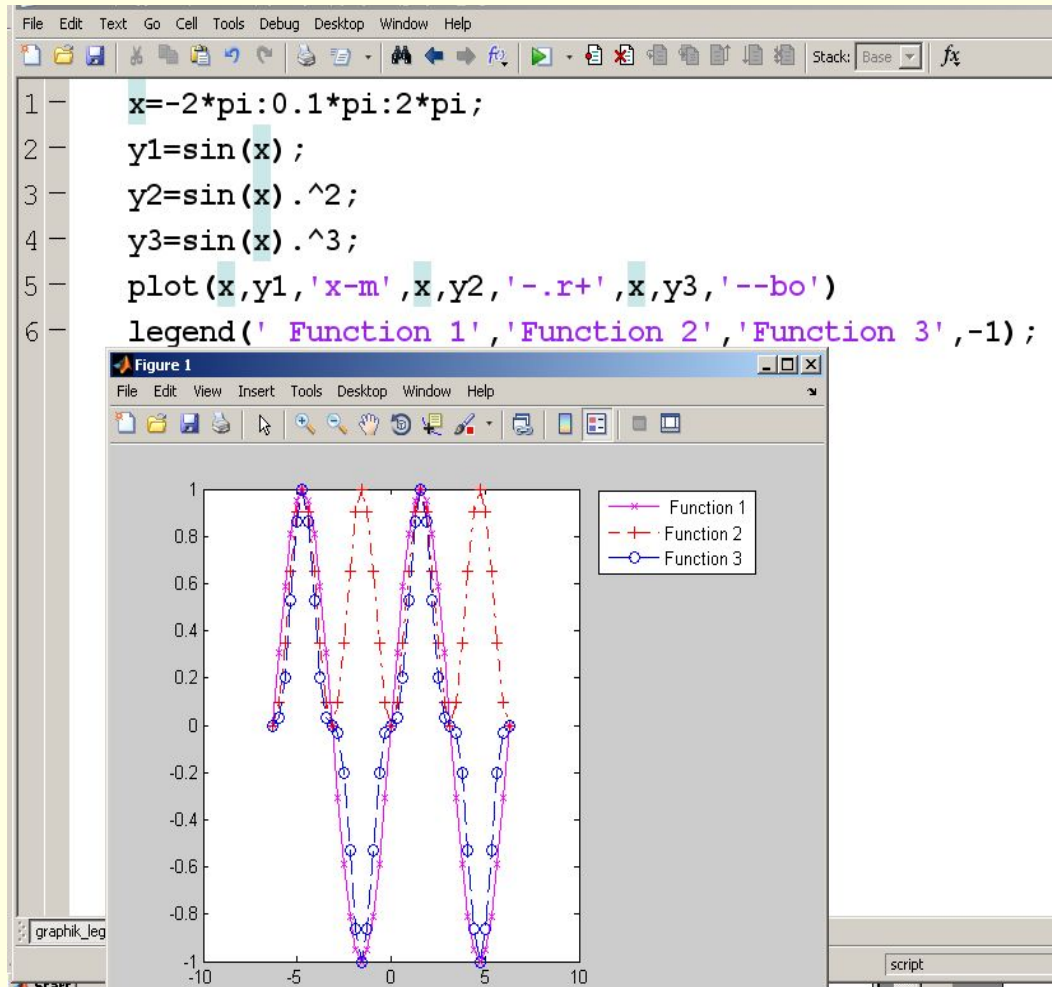 File Edit Text Go Cell Tools Debug Desktop Window Help
Stack: Base fx
1 - x=-2*pi:0.1*pi:2*pi;
2 - y1=sin(x);
3 - y2=sin(x).^2;
4 - y3=sin(x).^3;
5 - plot(x,y1,'x-m',x,y2,'-.r+',x,y3,'--bo')
6 - legend(' Function 1','Function 2','Function 3',-1);
Figure 1
File Edit View Insert Tools Desktop Window Help
1
0.8
0.6
0.4
0.2
0
-0.2
-0.4
-0.6
-0.8
-1
-10 -5 0 5 10
Function 1
Function 2
Function 3
graphik_leg
script